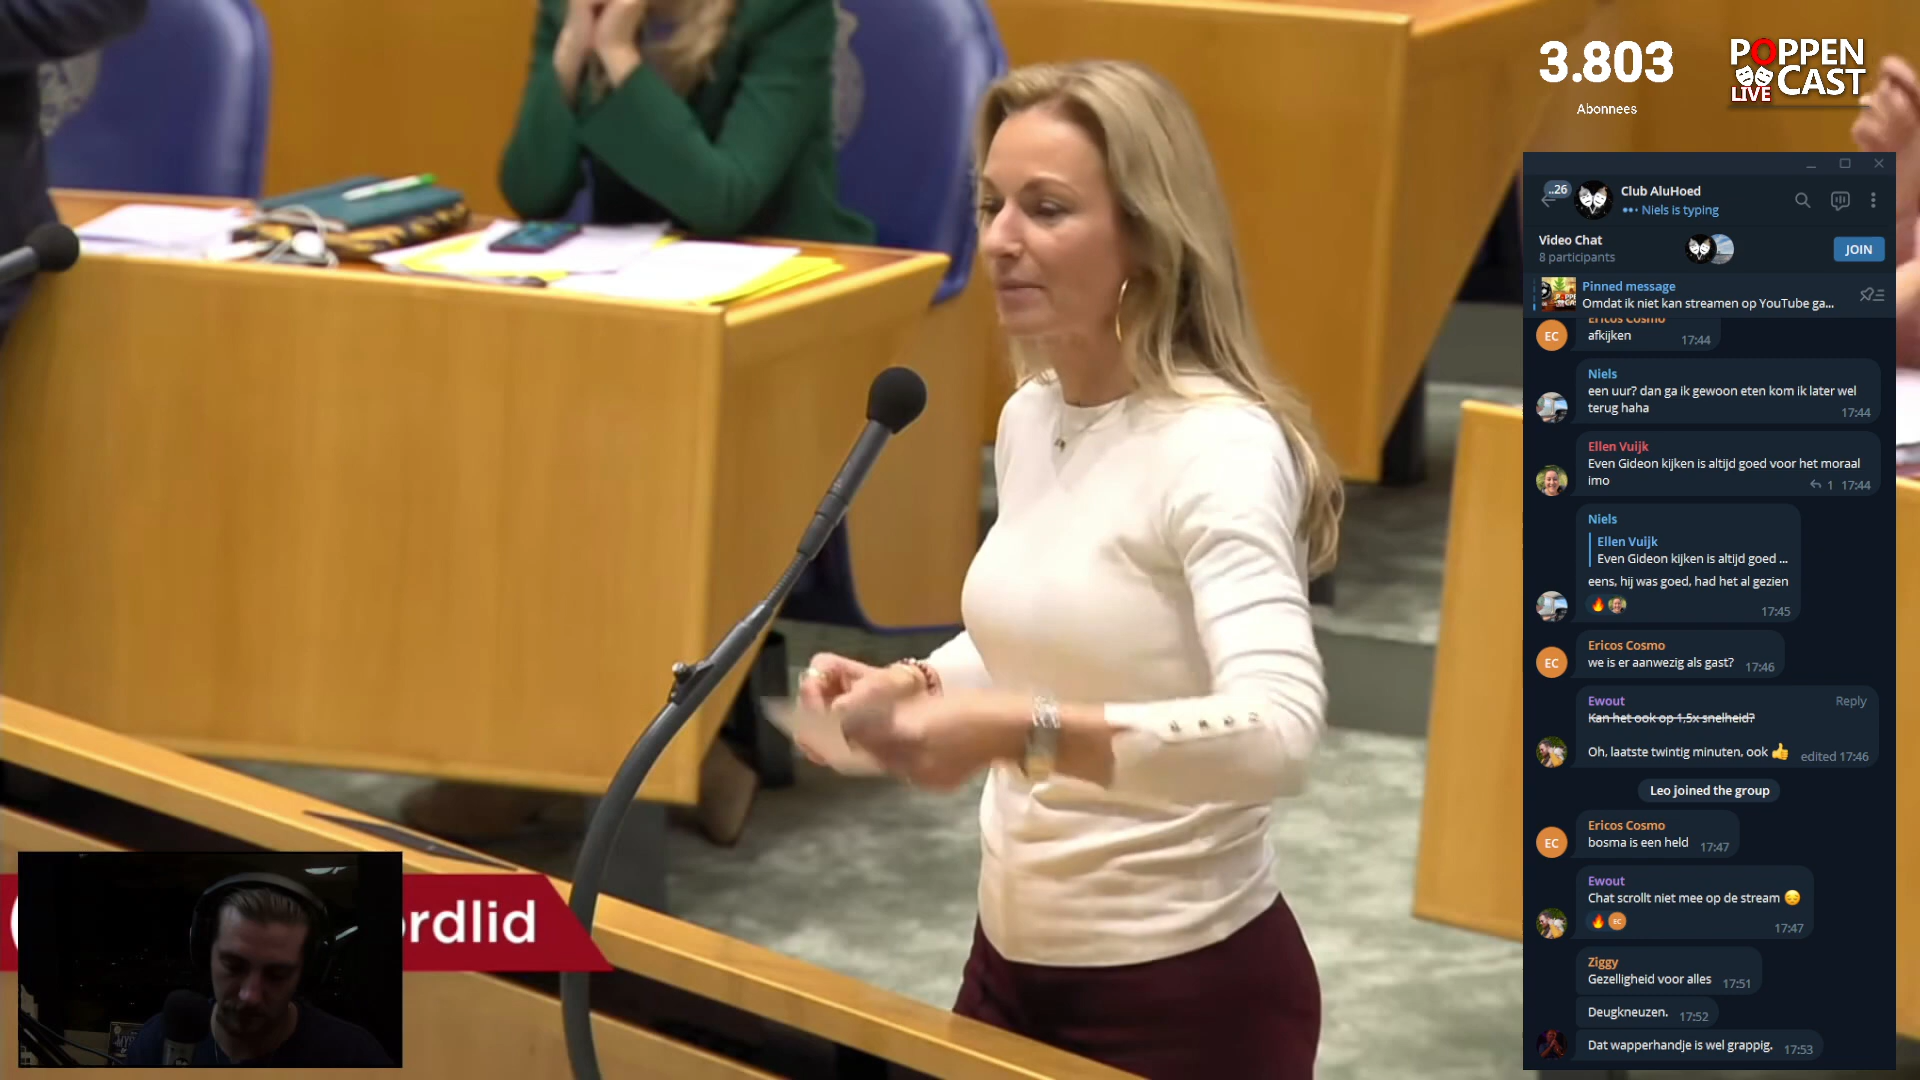 3.803
Abonnees
POPPEN
LIVE CAST
..26
Club AluHoed
Niels is typing
Video Chat
8 participants
JOIN
Pinned message
Omdat ik niet kan streamen op YouTube ga...
Ericos Cosmo
EC
afkijken
17:44
Niels
een uur? dan ga ik gewoon eten kom ik later wel
terug haha
17:44
Ellen Vuijk
Even Gideon kijken is altijd goed voor het moraal
imo
1 17:44
Niels
Ellen Vuijk
Even Gideon kijken is altijd goed ...
eens, hij was goed, had het al gezien
17:45
Ericos Cosmo
EC
we is er aanwezig als gast? 17:46
Ewout Reply
Kan het ook op 1,5x snelheid?
Oh, laatste twintig minuten, ook 👍 edited 17:46
Leo joined the group
Ericos Cosmo
EC
bosma is een held 17:47
Ewout
Chat scrollt niet mee op de stream 😔
EC
17:47
Ziggy
Gezelligheid voor alles 17:51
Deugkneuzen. 17:52
Dat wapperhandje is wel grappig. 17:53
ordlid